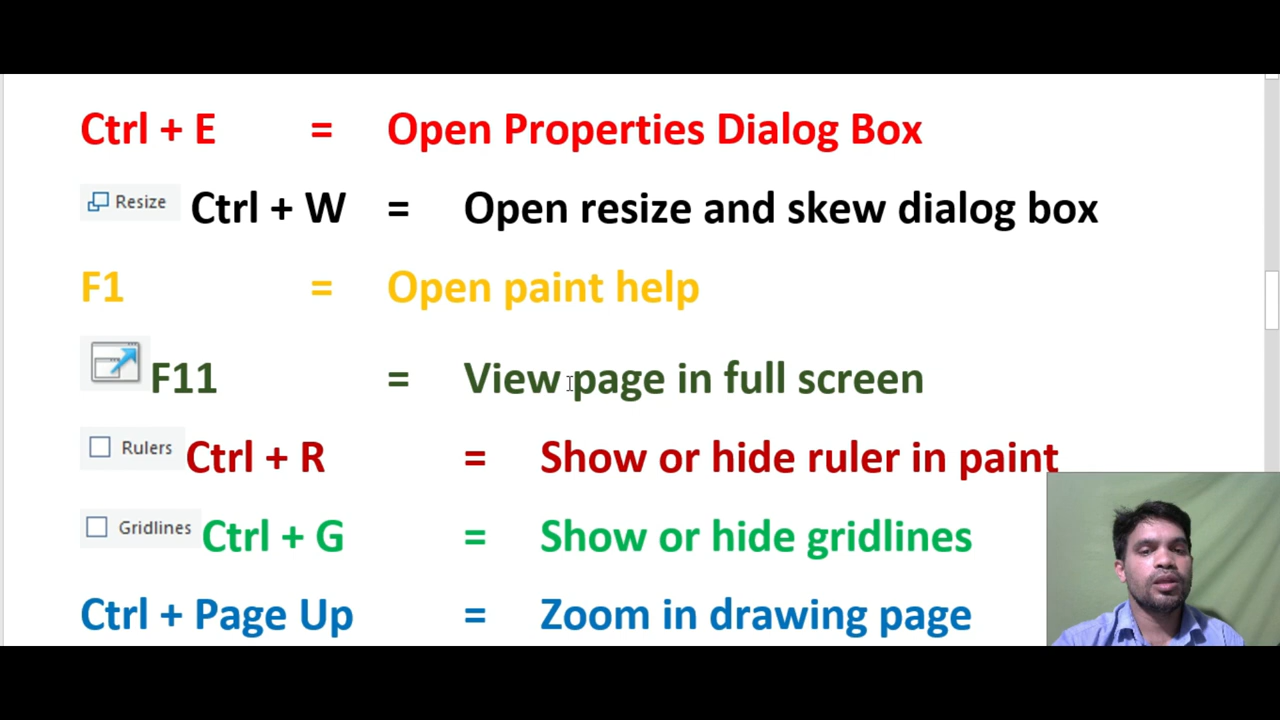 Ctrl + E = Open Properties Dialog Box
Resize Ctrl + W = Open resize and skew dialog box
F1 = Open paint help
F11 = View page in full screen
Rulers Ctrl + R = Show or hide ruler in paint
Gridlines Ctrl + G = Show or hide gridlines
Ctrl + Page Up = Zoom in drawing page